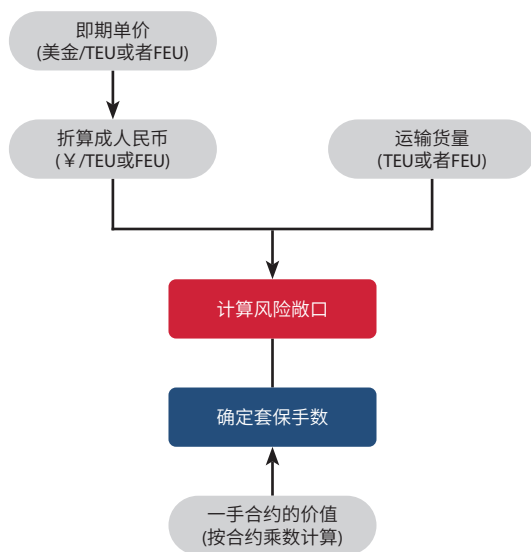 即期单价
(美金/TEU或者FEU)
折算成人民币
(￥/TEU或FEU)
运输货量
(TEU或者FEU)
计算风险敞口
确定套保手数
一手合约的价值
(按合约乘数计算)